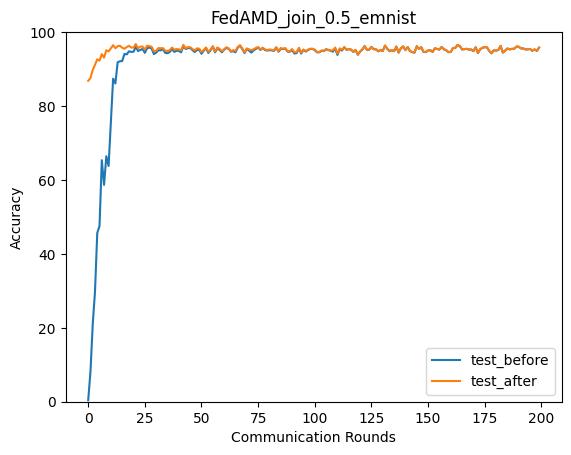 FedAMD_join_0.5_emnist
100
80
60
40
20
0
Accuracy
0 25 50 75 100 125 150 175 200
Communication Rounds
test_before
test_after